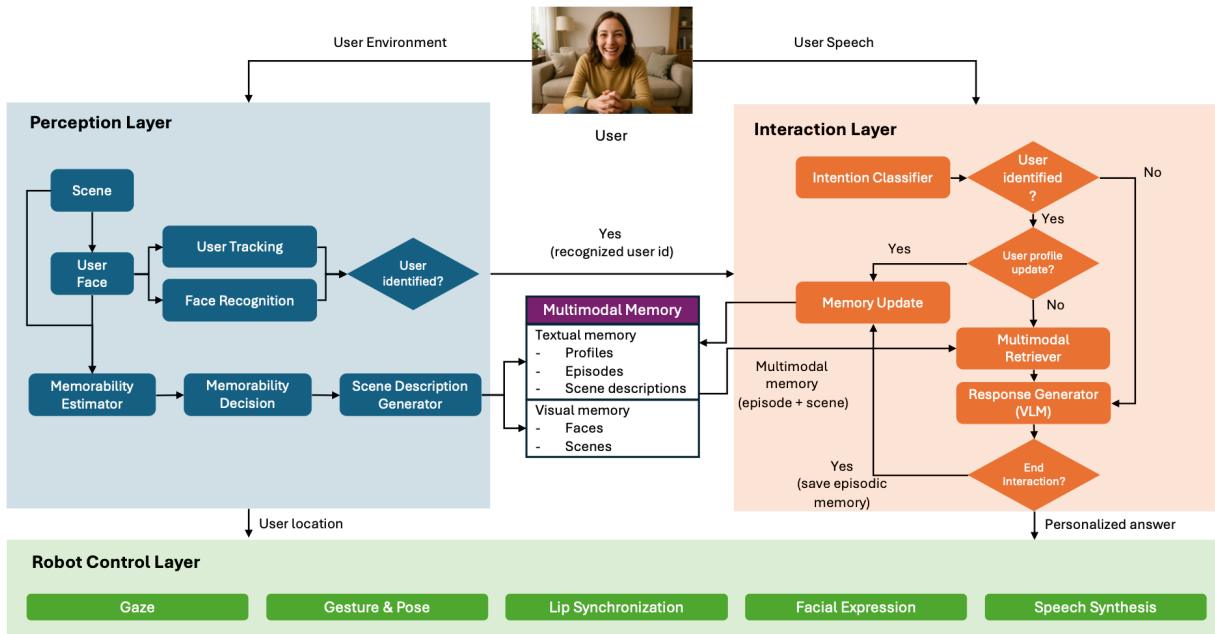 User Environment
User Speech
User
Perception Layer
Scene
User
Face
User Tracking
Face Recognition
User
identified?
Memorability
Estimator
Memorability
Decision
Scene Description
Generator
Yes
(recognized user id)
Multimodal Memory
Textual memory
- Profiles
- Episodes
- Scene descriptions
Visual memory
- Faces
- Scenes
Interaction Layer
Intention Classifier
User
identified
?
No
Yes
User profile
update?
Yes
No
Memory Update
Multimodal
Retriever
Multimodal
memory
(episode + scene)
Response Generator
(VLM)
End
Interaction?
Yes
(save episodic
memory)
User location
Personalized answer
Robot Control Layer
Gaze
Gesture & Pose
Lip Synchronization
Facial Expression
Speech Synthesis